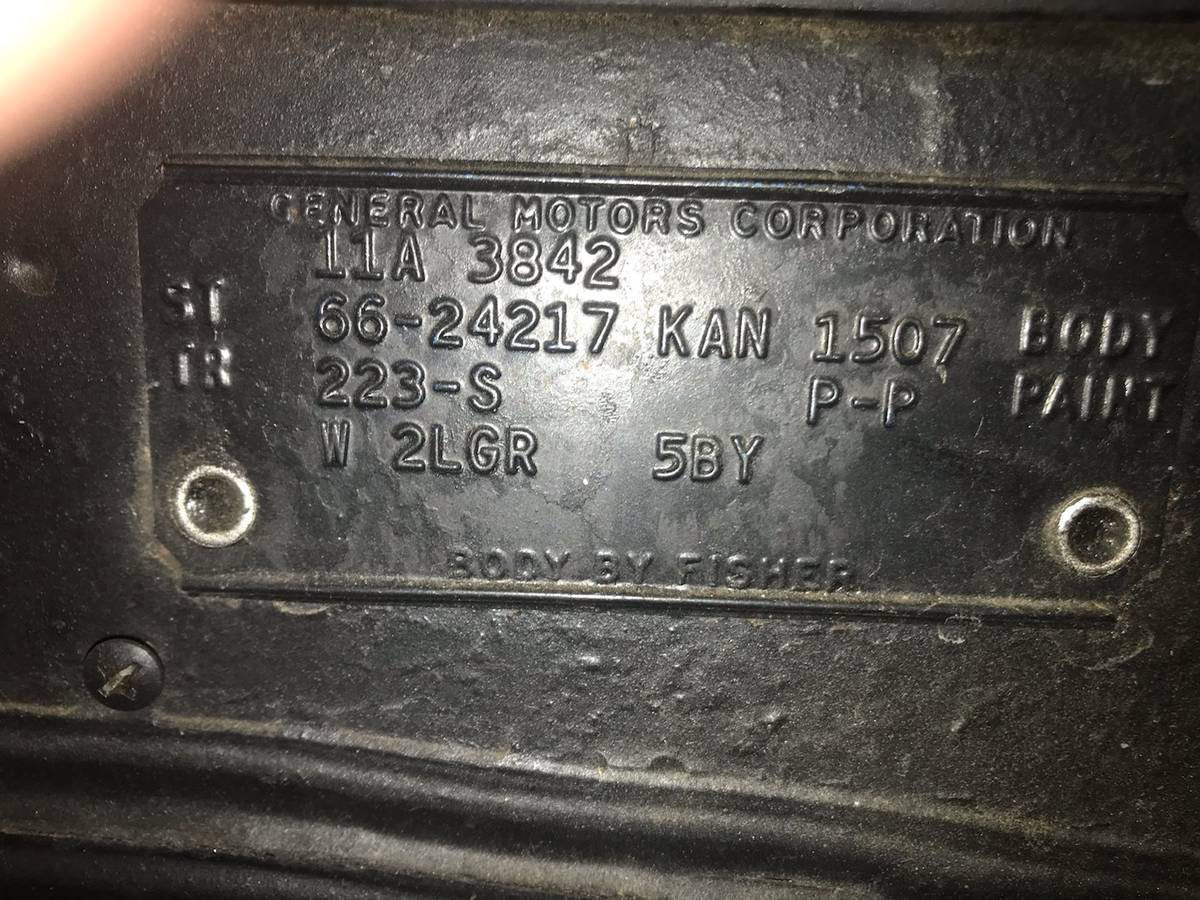 GENERAL MOTORS CORPORATION
11A 3842
ST 66-24217 KAN 1507 BODY
TR 223-S P-P PAINT
W 2LGR 5BY
BODY BY FISHER